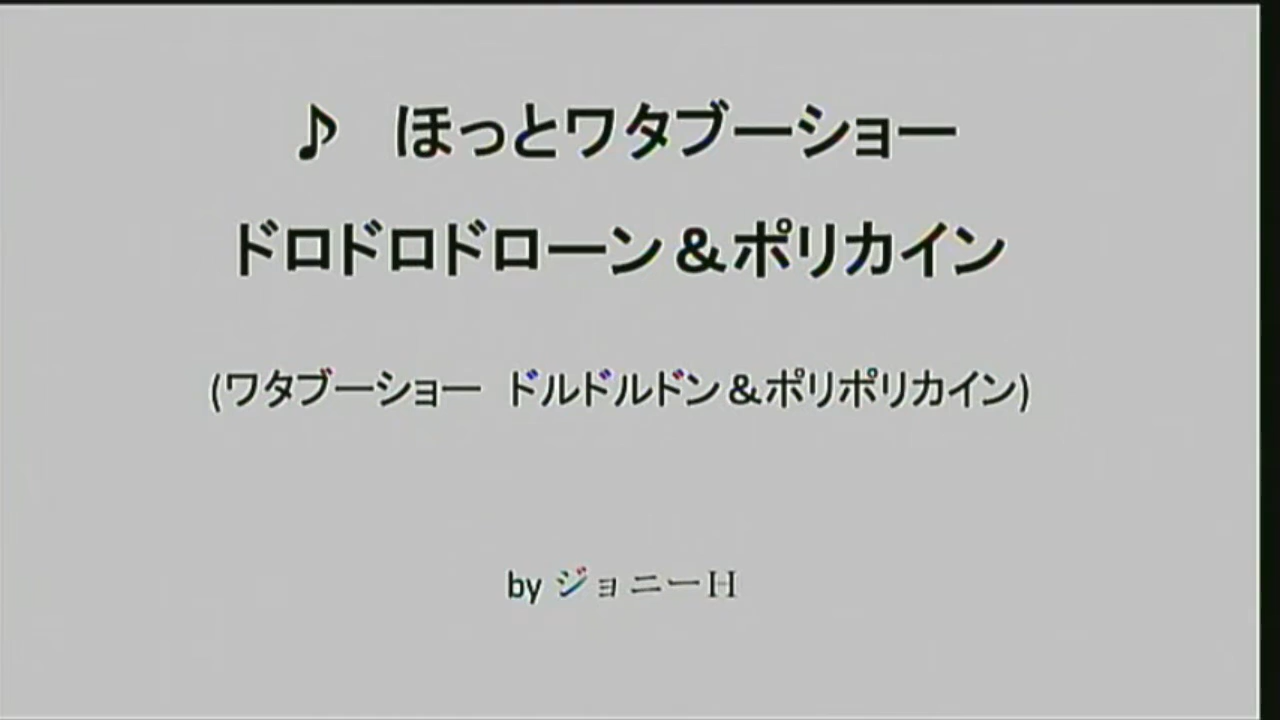 ♪　ほっとワタブーショー
ドロドロドローン＆ポリカイン
(ワタブーショー ドルドルドン＆ポリポリカイン)
by ジョニーH